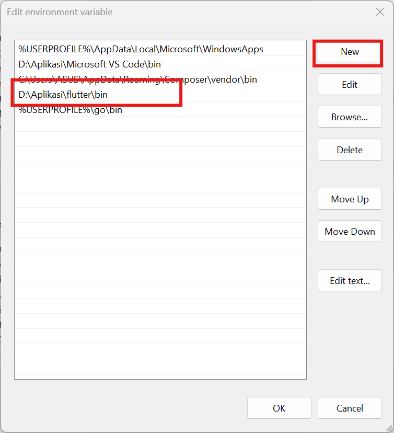 Edit environment variable
%USERPROFILE%\AppData\Local\Microsoft\WindowsApps
D:\Aplikasi\Microsoft VS Code\bin
C:\Users\ASUS\AppData\Roaming\Composer\vendor\bin
D:\Aplikasi\flutter\bin
%USERPROFILE%\go\bin
New
Edit
Browse...
Delete
Move Up
Move Down
Edit text...
OK
Cancel